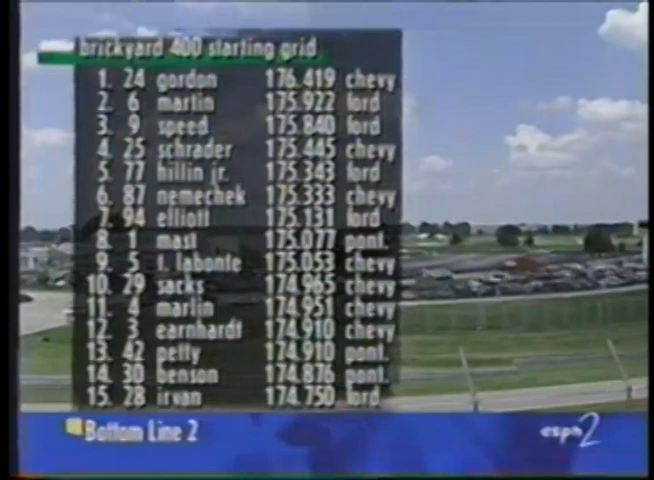 brickyard 400 starting grid
1. 24 gordon 176.419 chevy
2. 6 martin 175.922 ford
3. 9 speed 175.840 ford
4. 25 schrader 175.445 chevy
5. 77 hillin jr. 175.343 ford
6. 87 nemechek 175.333 chevy
7. 94 elliott 175.131 ford
8. 1 mast 175.077 pont.
9. 5 t. labonte 175.053 chevy
10. 29 sacks 174.965 chevy
11. 4 marlin 174.951 chevy
12. 3 earnhardt 174.910 chevy
13. 42 petty 174.910 pont.
14. 30 benson 174.876 pont.
15. 28 irvan 174.750 ford
Bottom Line 2
espn2